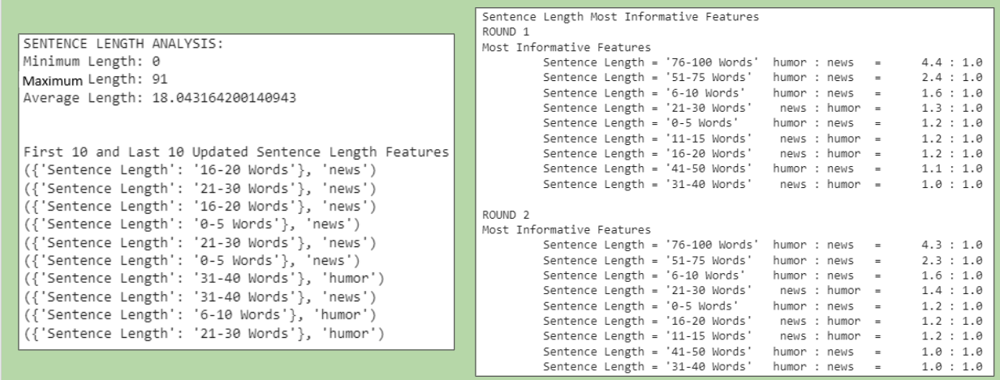 SENTENCE LENGTH ANALYSIS:
Minimum Length: 0
Maximum Length: 91
Average Length: 18.043164200140943
First 10 and Last 10 Updated Sentence Length Features
({'Sentence Length': '16-20 Words'}, 'news')
({'Sentence Length': '21-30 Words'}, 'news')
({'Sentence Length': '16-20 Words'}, 'news')
({'Sentence Length': '0-5 Words'}, 'news')
({'Sentence Length': '21-30 Words'}, 'news')
({'Sentence Length': '0-5 Words'}, 'news')
({'Sentence Length': '31-40 Words'}, 'humor')
({'Sentence Length': '31-40 Words'}, 'news')
({'Sentence Length': '6-10 Words'}, 'humor')
({'Sentence Length': '21-30 Words'}, 'humor')
Sentence Length Most Informative Features
ROUND 1
Most Informative Features
Sentence Length = '76-100 Words' humor : news = 4.4 : 1.0
Sentence Length = '51-75 Words' humor : news = 2.4 : 1.0
Sentence Length = '6-10 Words' humor : news = 1.6 : 1.0
Sentence Length = '21-30 Words' news : humor = 1.3 : 1.0
Sentence Length = '0-5 Words' humor : news = 1.2 : 1.0
Sentence Length = '11-15 Words' news : humor = 1.2 : 1.0
Sentence Length = '16-20 Words' news : humor = 1.2 : 1.0
Sentence Length = '41-50 Words' humor : news = 1.1 : 1.0
Sentence Length = '31-40 Words' news : humor = 1.0 : 1.0
ROUND 2
Most Informative Features
Sentence Length = '76-100 Words' humor : news = 4.3 : 1.0
Sentence Length = '51-75 Words' humor : news = 2.3 : 1.0
Sentence Length = '6-10 Words' humor : news = 1.6 : 1.0
Sentence Length = '21-30 Words' news : humor = 1.4 : 1.0
Sentence Length = '0-5 Words' humor : news = 1.2 : 1.0
Sentence Length = '16-20 Words' news : humor = 1.2 : 1.0
Sentence Length = '11-15 Words' news : humor = 1.2 : 1.0
Sentence Length = '41-50 Words' humor : news = 1.0 : 1.0
Sentence Length = '31-40 Words' humor : news = 1.0 : 1.0